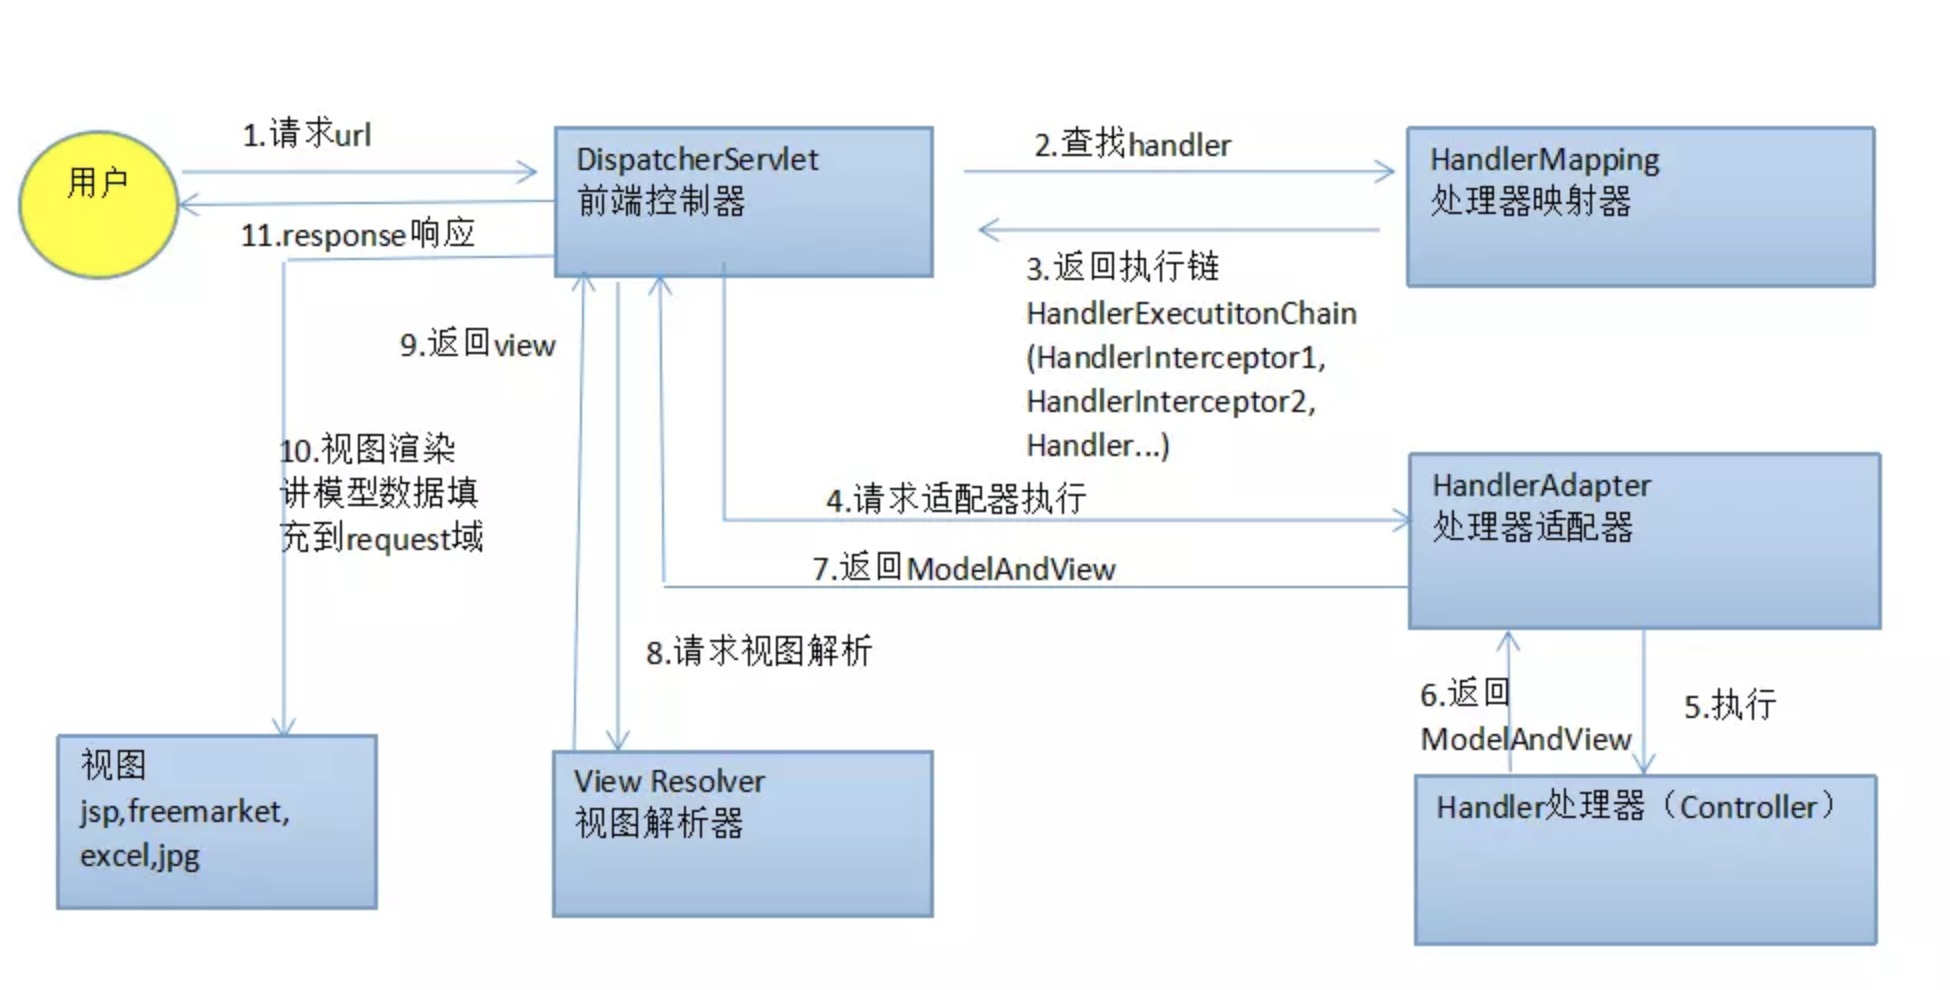 用户
1.请求url
11.response响应
DispatcherServlet
前端控制器
2.查找handler
HandlerMapping
处理器映射器
3.返回执行链
HandlerExecutitonChain
(HandlerInterceptor1,
HandlerInterceptor2,
Handler...)
9.返回view
10.视图渲染
讲模型数据填
充到request域
4.请求适配器执行
HandlerAdapter
处理器适配器
7.返回ModelAndView
8.请求视图解析
6.返回
ModelAndView
5.执行
视图
jsp,freemarket,
excel,jpg
View Resolver
视图解析器
Handler处理器（Controller）